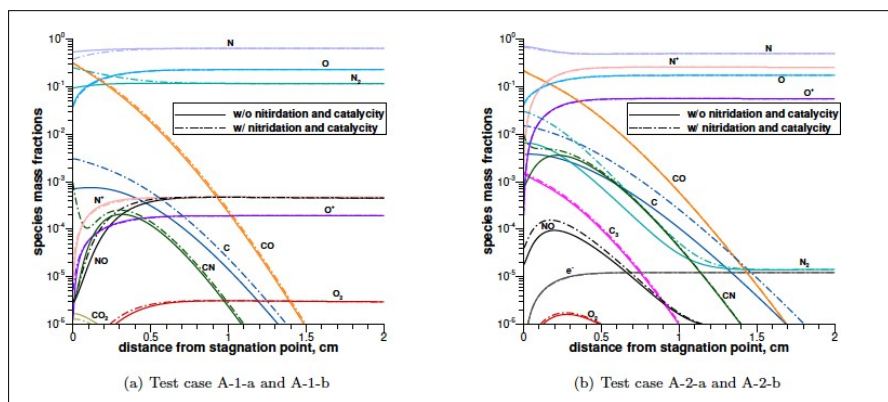 10⁰
10⁻¹
10⁻²
10⁻³
10⁻⁴
10⁻⁵
10⁻⁶
species mass fractions
N
O
N₂
w/o nitirdation and catalycity
w/ nitridation and catalycity
N⁺
O⁺
NO
C
CO
CN
O₂
CO₂
0 0.5 1 1.5 2
distance from stagnation point, cm
(a) Test case A-1-a and A-1-b
10⁰
10⁻¹
10⁻²
10⁻³
10⁻⁴
10⁻⁵
10⁻⁶
species mass fractions
N
N⁺
O
O⁺
w/o nitridation and catalycity
w/ nitridation and catalycity
CO
C
C₃
NO
N₂
e⁻
CN
O₂
0 0.5 1 1.5 2
distance from stagnation point, cm
(b) Test case A-2-a and A-2-b